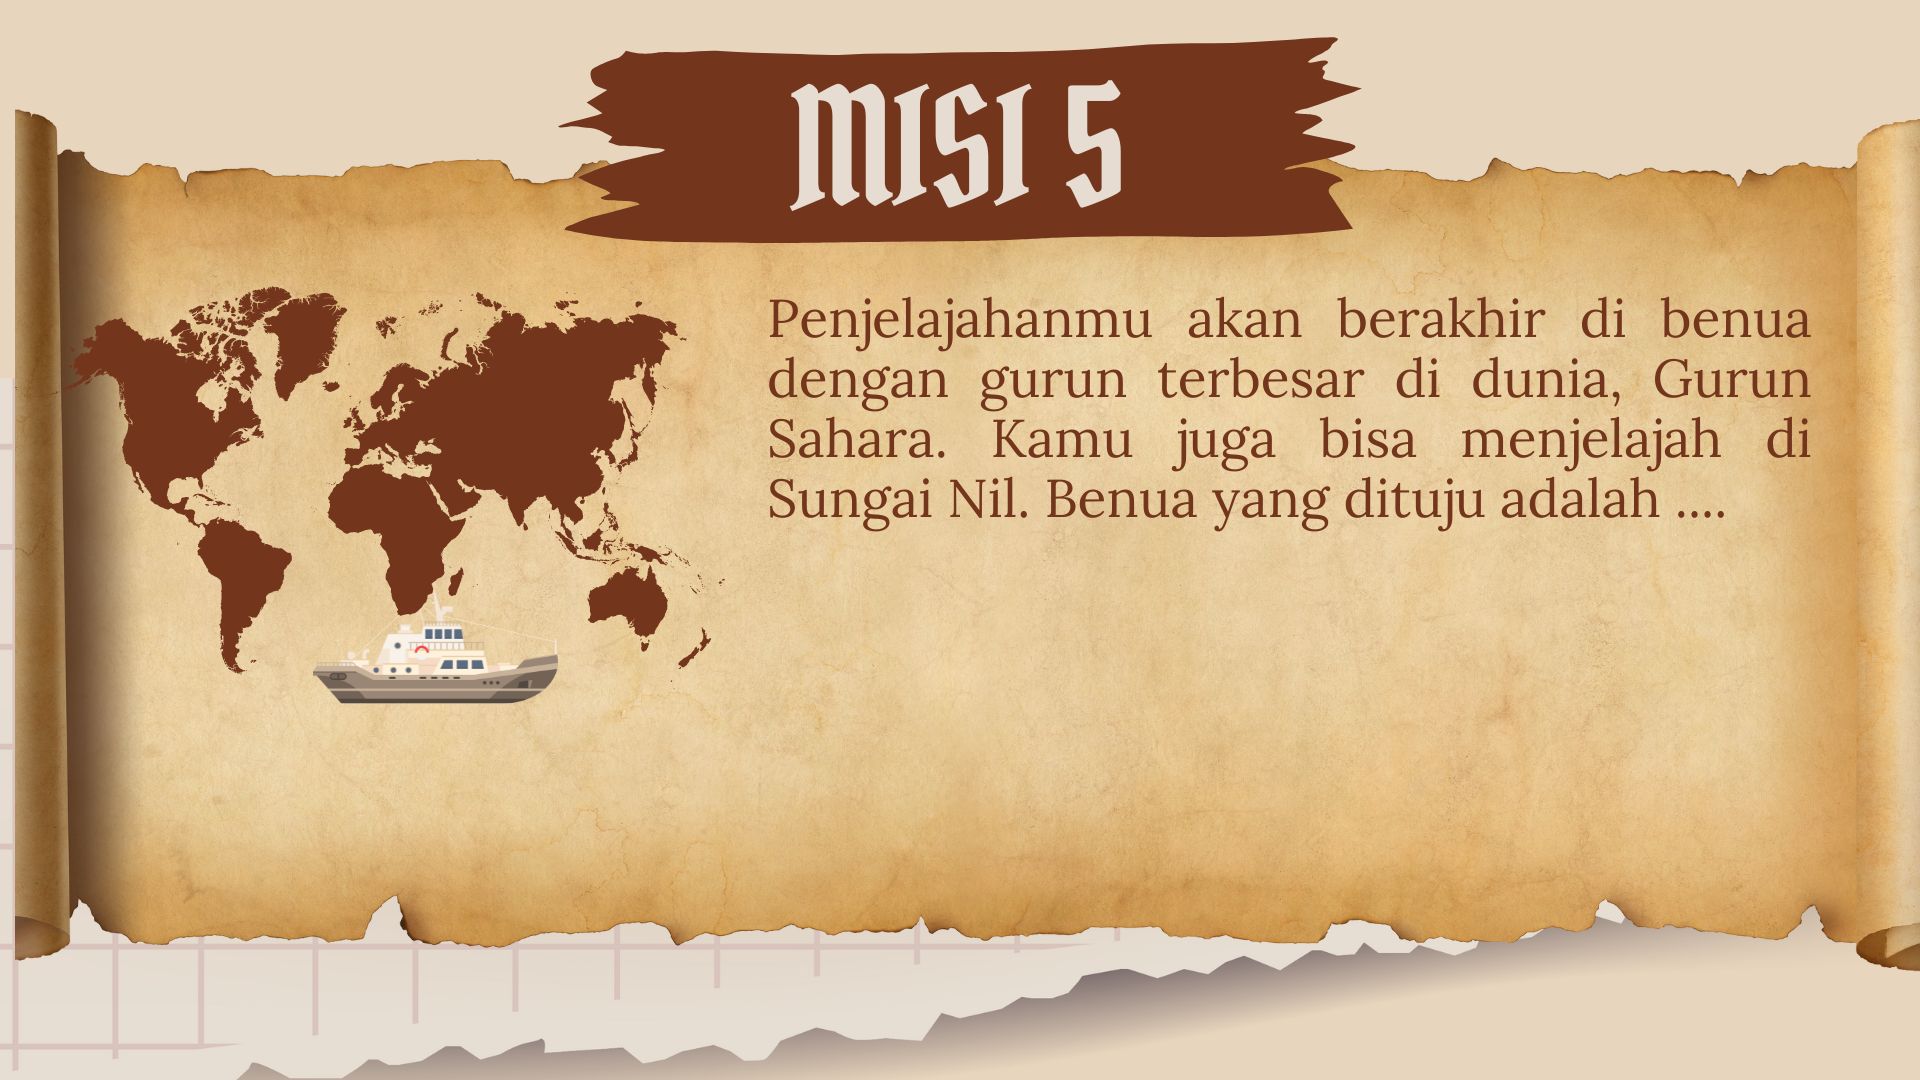 MISI 5
Penjelajahanmu akan berakhir di benua
dengan gurun terbesar di dunia, Gurun
Sahara. Kamu juga bisa menjelajah di
Sungai Nil. Benua yang dituju adalah ....